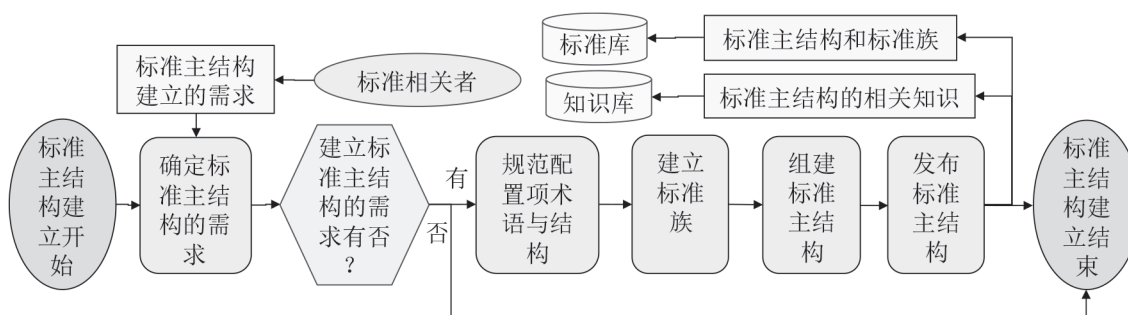 标准库
标准主结构和标准族
标准主结构
建立的需求
标准相关者
知识库
标准主结构的相关知识
标准
主结
构建
立开
始
确定标
准主结
构的需
求
建立标
准主结
构的需
求有否
？
有
否
规范配
置项术
语与结
构
建立
标准
族
组建
标准
主结
构
发布
标准
主结
构
标准
主结
构建
立结
束